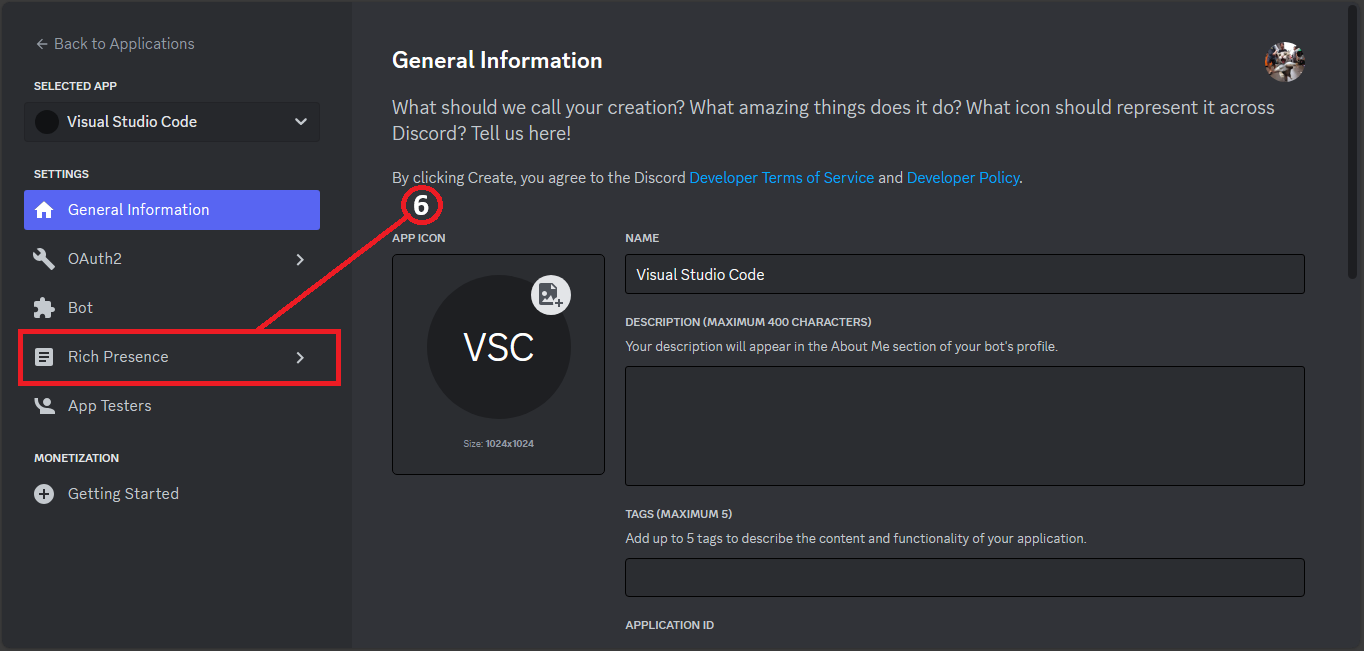 Back to Applications
SELECTED APP
Visual Studio Code
SETTINGS
General Information
OAuth2
Bot
Rich Presence
App Testers
MONETIZATION
Getting Started
General Information
What should we call your creation? What amazing things does it do? What icon should represent it across
Discord? Tell us here!
By clicking Create, you agree to the Discord Developer Terms of Service and Developer Policy.
6
APP ICON
VSC
Size: 1024x1024
NAME
Visual Studio Code
DESCRIPTION (MAXIMUM 400 CHARACTERS)
Your description will appear in the About Me section of your bot's profile.
TAGS (MAXIMUM 5)
Add up to 5 tags to describe the content and functionality of your application.
APPLICATION ID